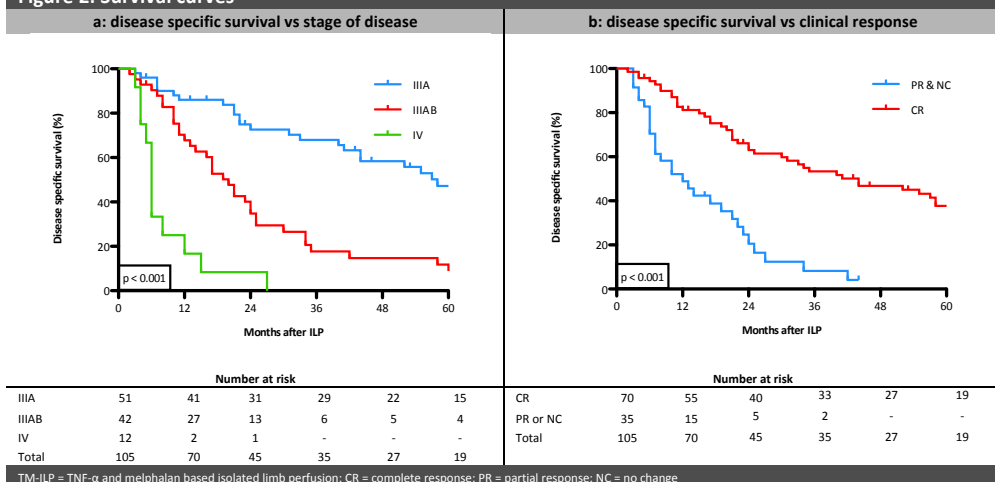 Figure 2: Survival curves
a: disease specific survival vs stage of disease
100
80
60
40
20
0
Disease specific survival (%)
IIIA
IIIAB
IV
p < 0.001
0 12 24 36 48 60
Months after ILP
Number at risk
IIIA 51 41 31 29 22 15
IIIAB 42 27 13 6 5 4
IV 12 2 1 - - -
Total 105 70 45 35 27 19
b: disease specific survival vs clinical response
100
80
60
40
20
0
Disease specific survival (%)
PR & NC
CR
p < 0.001
0 12 24 36 48 60
Months after ILP
Number at risk
CR 70 55 40 33 27 19
PR or NC 35 15 5 2 - -
Total 105 70 45 35 27 19
TM-ILP = TNF-α and melphalan based isolated limb perfusion; CR = complete response; PR = partial response; NC = no change